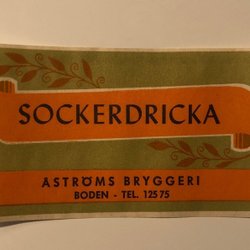 SOCKERDRICKA
ÅSTRÖMS BRYGGERI
BODEN - TEL. 125 75